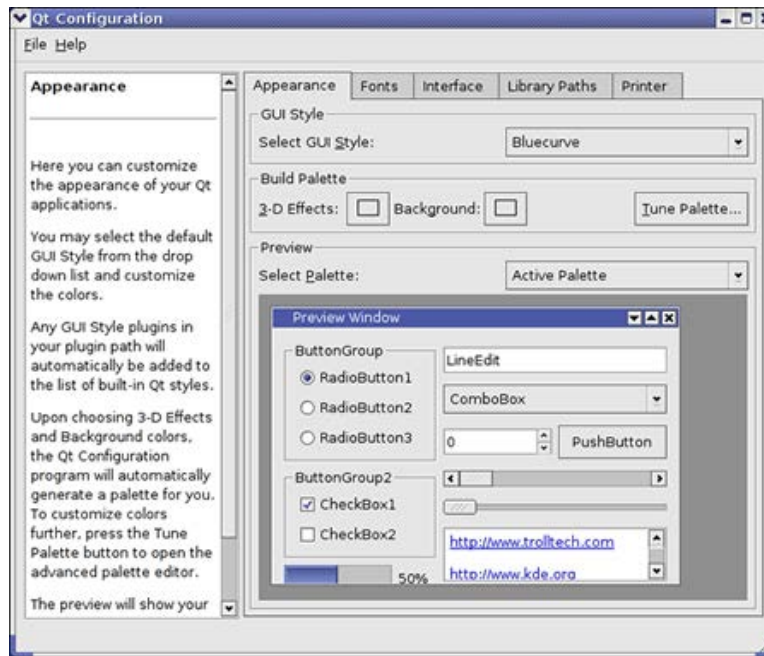 Qt Configuration
File Help
Appearance
Here you can customize
the appearance of your Qt
applications.
You may select the default
GUI Style from the drop
down list and customize
the colors.
Any GUI Style plugins in
your plugin path will
automatically be added to
the list of built-in Qt styles.
Upon choosing 3-D Effects
and Background colors,
the Qt Configuration
program will automatically
generate a palette for you.
To customize colors
further, press the Tune
Palette button to open the
advanced palette editor.
The preview will show your
Appearance Fonts Interface Library Paths Printer
GUI Style
Select GUI Style: Bluecurve
Build Palette
3-D Effects: Background: Tune Palette...
Preview
Select Palette: Active Palette
Preview Window
ButtonGroup
RadioButton1
RadioButton2
RadioButton3
LineEdit
ComboBox
0 PushButton
ButtonGroup2
CheckBox1
CheckBox2
50%
http://www.trolltech.com
http://www.kde.org